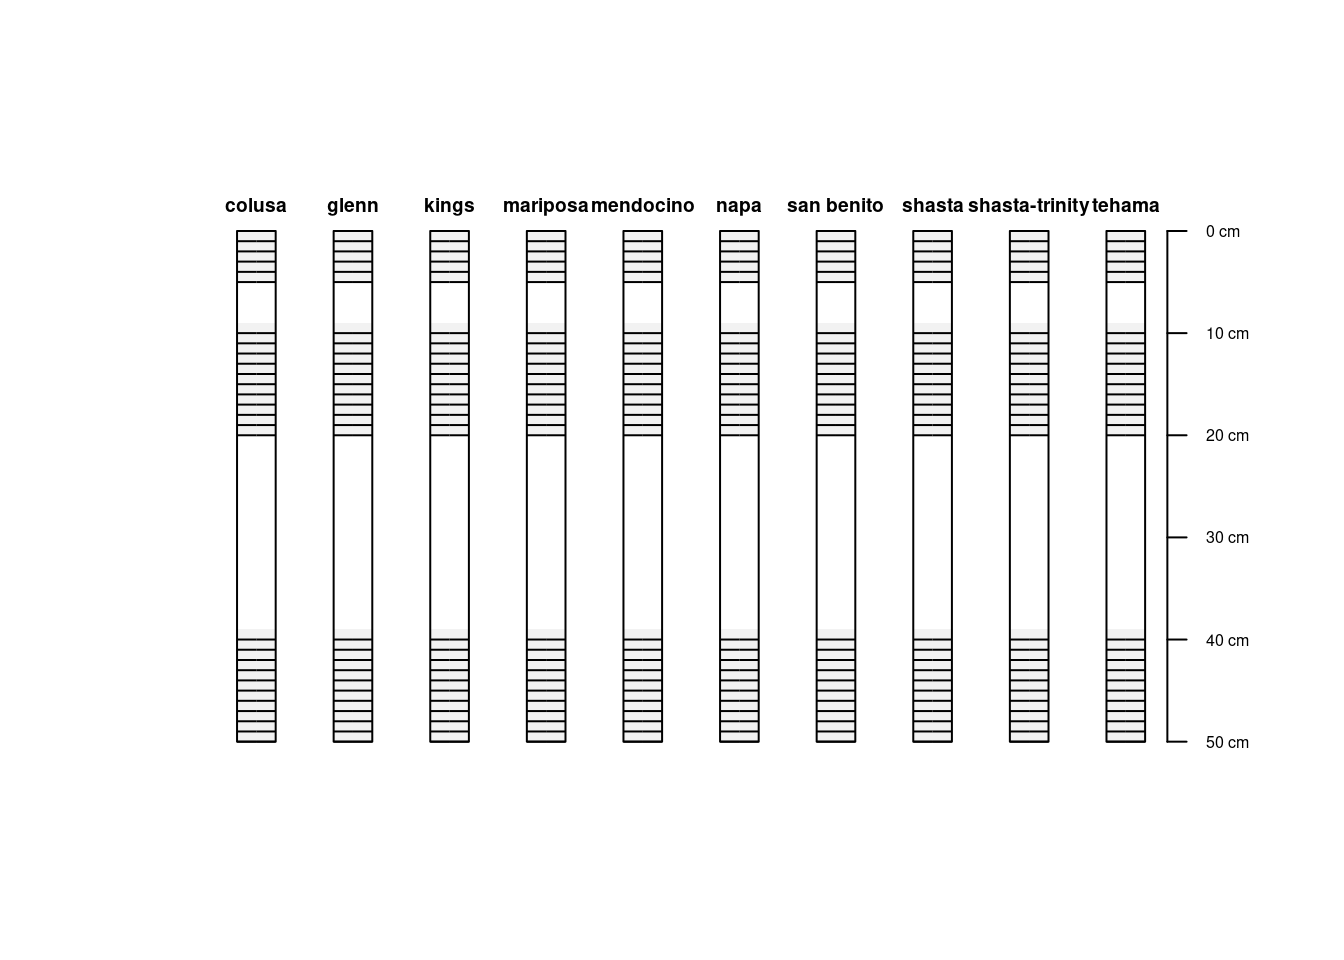 colusa glenn kings mariposa mendocino napa san benito shasta shasta-trinity tehama
0 cm
10 cm
20 cm
30 cm
40 cm
50 cm